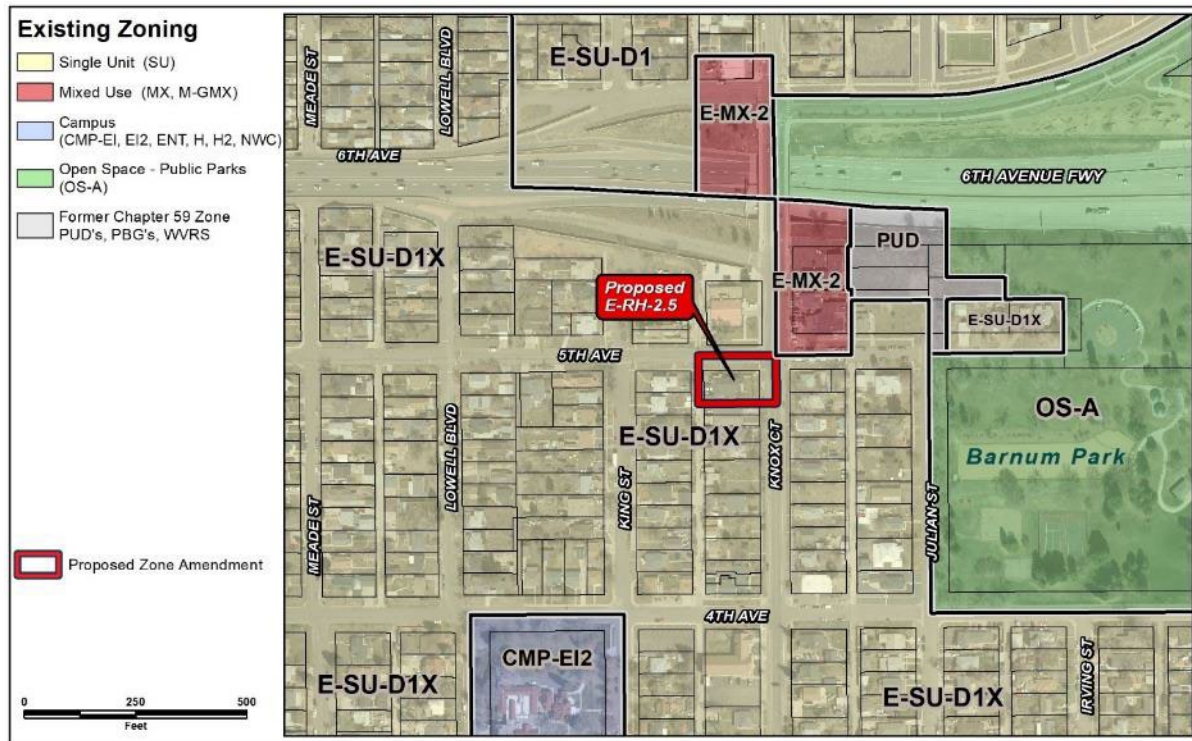 Existing Zoning
Single Unit (SU)
Mixed Use (MX, M-GMX)
Campus
(CMP-EI, EI2, ENT, H, H2, NWC)
Open Space - Public Parks
(OS-A)
Former Chapter 59 Zone
PUD's, PBG's, WVRS
Proposed Zone Amendment
0 250 500
Feet
MEADE ST
LOWELL BLVD
E-SU-D1
E-MX-2
6TH AVE
6TH AVENUE FWY
E-SU-D1X
PUD
Proposed
E-RH-2.5
E-MX-2
E-SU-D1X
5TH AVE
OS-A
E-SU-D1X
Barnum Park
MEADE ST
LOWELL BLVD
KING ST
KNOX CT
JULIAN ST
4TH AVE
CMP-EI2
E-SU-D1X
E-SU-D1X
IRVING ST